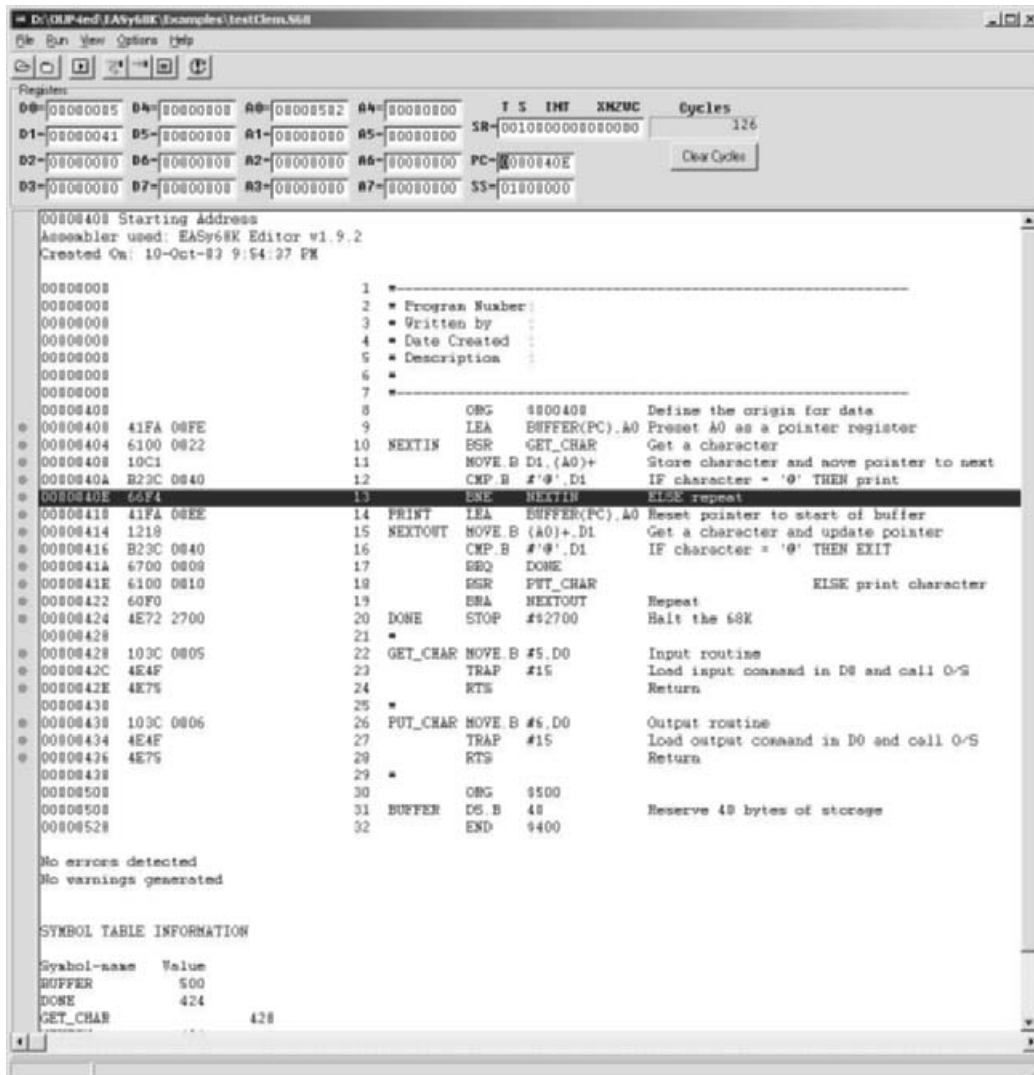 D:\OUP4ed\EASy68K\Examples\testClem.S68
File Run View Options Help
Registers
D0=00000005 D4=00000000 A0=00000502 A4=00000000 T S INT XNZVC Cycles
D1=00000041 D5=00000000 A1=00000000 A5=00000000 SR=0010000000000000 126
D2=00000000 D6=00000000 A2=00000000 A6=00000000 PC=0000040E Clear Cycles
D3=00000000 D7=00000000 A3=00000000 A7=00000000 SS=01000000
00000400 Starting Address
Assembler used: EASy68K Editor v1.9.2
Created On: 10-Oct-03 9:54:37 PM
00000000 1 *--------------------------------------------------
00000000 2 * Program Number:
00000000 3 * Written by :
00000000 4 * Date Created :
00000000 5 * Description :
00000000 6 *
00000000 7 *--------------------------------------------------
00000400 8 ORG $000400 Define the origin for data
00000400 41FA 00FE 9 LEA BUFFER(PC),A0 Preset A0 as a pointer register
00000404 6100 0022 10 NEXTIN BSR GET_CHAR Get a character
00000408 10C1 11 MOVE.B D1,(A0)+ Store character and move pointer to next
0000040A B23C 0040 12 CMP.B #'@',D1 IF character = '@' THEN print
0000040E 66F4 13 BNE NEXTIN ELSE repeat
00000410 41FA 00EE 14 PRINT LEA BUFFER(PC),A0 Reset pointer to start of buffer
00000414 1218 15 NEXTOUT MOVE.B (A0)+,D1 Get a character and update pointer
00000416 B23C 0040 16 CMP.B #'@',D1 IF character = '@' THEN EXIT
0000041A 6700 0008 17 BEQ DONE
0000041E 6100 0010 18 BSR PUT_CHAR ELSE print character
00000422 60F0 19 BRA NEXTOUT Repeat
00000424 4E72 2700 20 DONE STOP #$2700 Halt the 68K
00000428 21 *
00000428 103C 0005 22 GET_CHAR MOVE.B #5,D0 Input routine
0000042C 4E4F 23 TRAP #15 Load input command in D0 and call O/S
0000042E 4E75 24 RTS Return
00000430 25 *
00000430 103C 0006 26 PUT_CHAR MOVE.B #6,D0 Output routine
00000434 4E4F 27 TRAP #15 Load output command in D0 and call O/S
00000436 4E75 28 RTS Return
00000438 29 *
00000500 30 ORG $500
00000500 31 BUFFER DS.B 40 Reserve 40 bytes of storage
00000528 32 END $400
No errors detected
No warnings generated
SYMBOL TABLE INFORMATION
Symbol-name Value
BUFFER 500
DONE 424
GET_CHAR 428